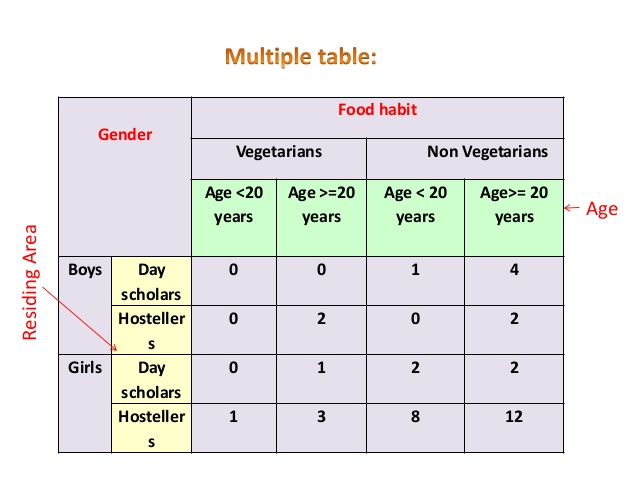 Multiple table:
Gender
Food habit
Vegetarians
Non Vegetarians
Age <20
years
Age >=20
years
Age < 20
years
Age>= 20
years
Age
Residing Area
Boys
Day
scholars
0
0
1
4
Hosteller
s
0
2
0
2
Girls
Day
scholars
0
1
2
2
Hosteller
s
1
3
8
12